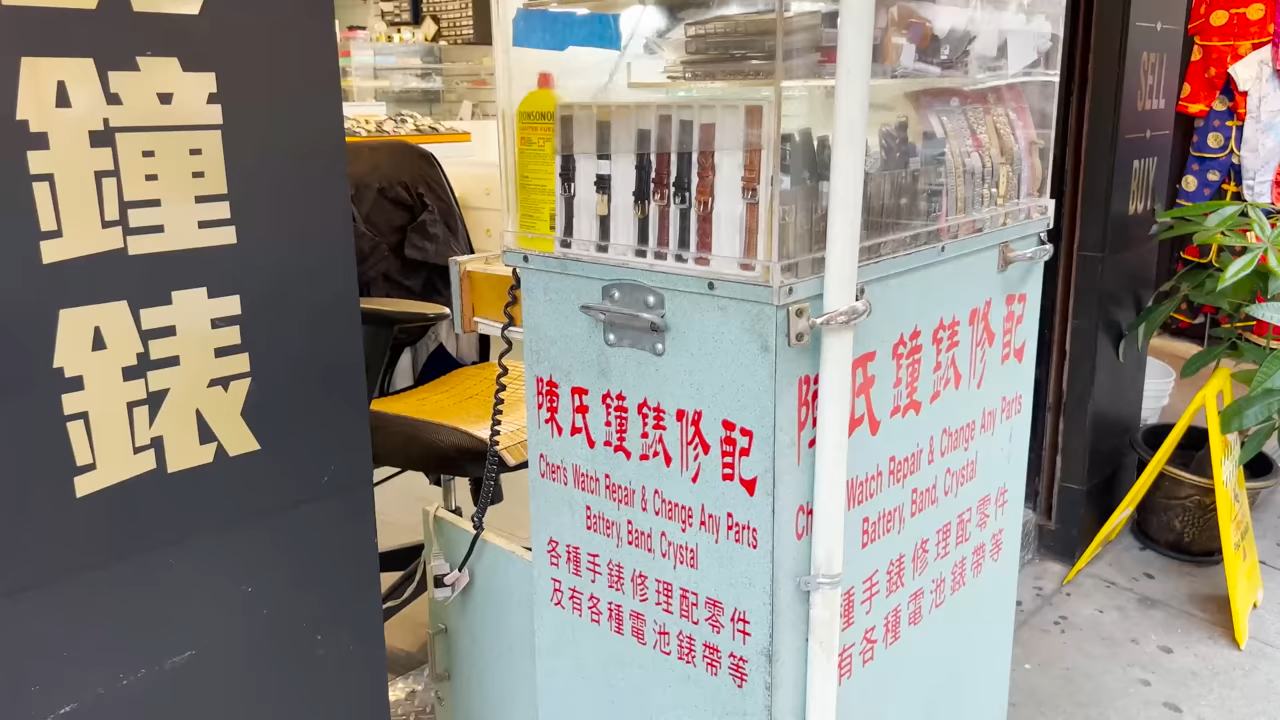 鐘
錶
RONSONOL
陳氏鐘錶修配
Chen's Watch Repair & Change Any Parts
Battery, Band, Crystal
各種手錶修理配零件
及有各種電池錶帶等
陳氏鐘錶修配
Ch Watch Repair & Change Any Parts
Battery, Band, Crystal
種手錶修理配零件
有各種電池錶帶等
SELL
BUY